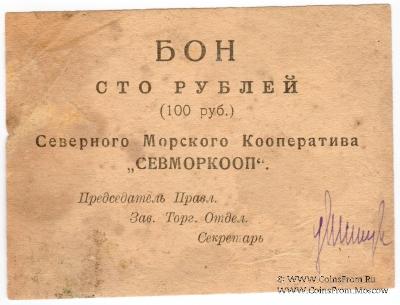 БОН
СТО РУБЛЕЙ
(100 руб.)
Северного Морского Кооператива
„СЕВМОРКООП“.
Председатель Правл.
Зав. Торг. Отдел.
Секретарь
© www.CoinsFrom.Ru
CoinsFrom.Moscow